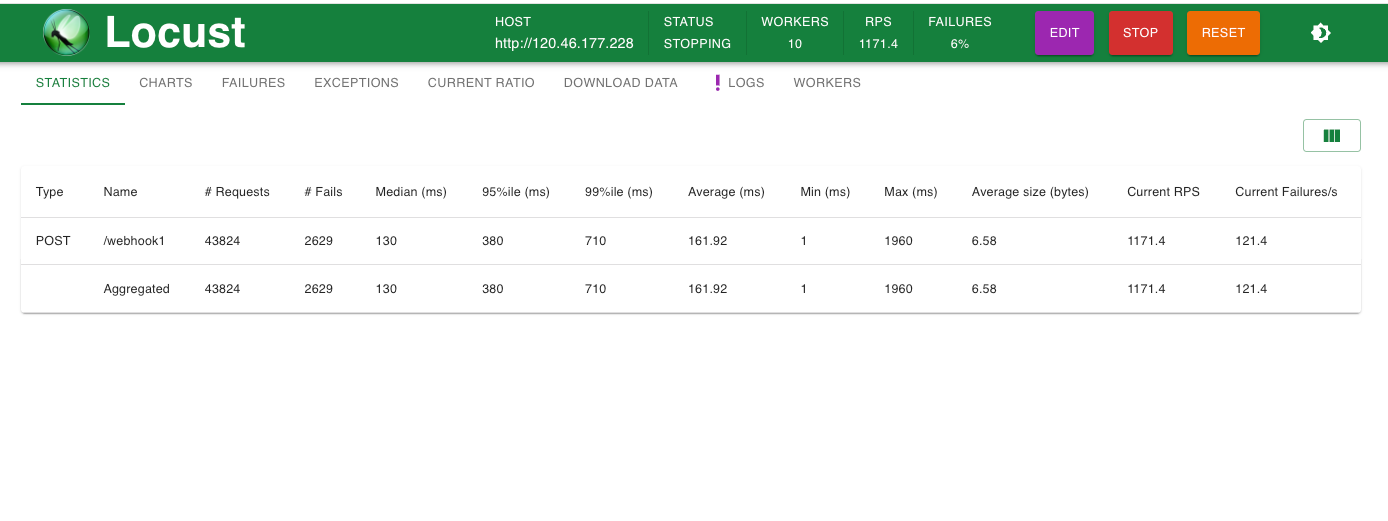 Locust
HOST
http://120.46.177.228
STATUS
STOPPING
WORKERS
10
RPS
1171.4
FAILURES
6%
EDIT
STOP
RESET
STATISTICS CHARTS FAILURES EXCEPTIONS CURRENT RATIO DOWNLOAD DATA ! LOGS WORKERS
Type Name # Requests # Fails Median (ms) 95%ile (ms) 99%ile (ms) Average (ms) Min (ms) Max (ms) Average size (bytes) Current RPS Current Failures/s
POST /webhook1 43824 2629 130 380 710 161.92 1 1960 6.58 1171.4 121.4
Aggregated 43824 2629 130 380 710 161.92 1 1960 6.58 1171.4 121.4